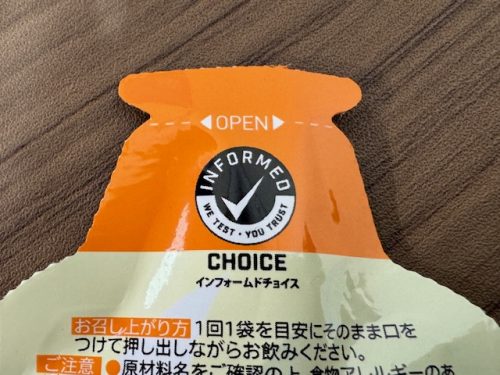 ◀OPEN▶
INFORMED
WE TEST · YOU TRUST
CHOICE
インフォームドチョイス
お召し上がり方 1回1袋を目安にそのまま口を
つけて押し出しながらお飲みください。
ご注意 ●原材料名をご確認の上、食物アレルギーのあ